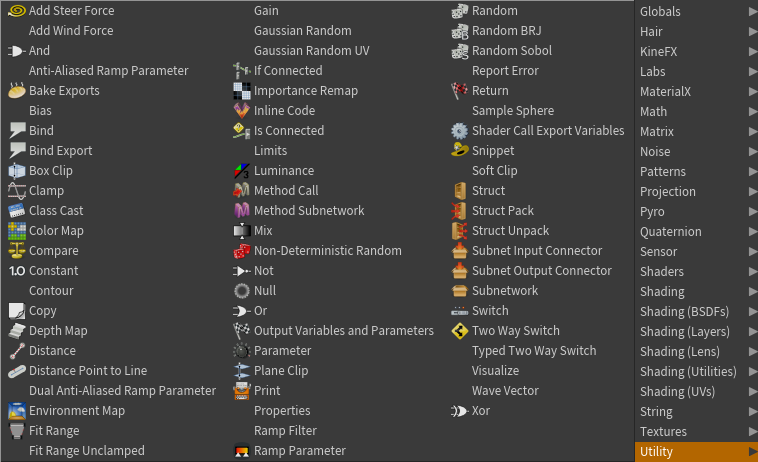 Add Steer Force
Add Wind Force
And
Anti-Aliased Ramp Parameter
Bake Exports
Bias
Bind
Bind Export
Box Clip
Clamp
Class Cast
Color Map
Compare
1.0 Constant
Contour
Copy
Depth Map
Distance
Distance Point to Line
Dual Anti-Aliased Ramp Parameter
Environment Map
Fit Range
Fit Range Unclamped
Gain
Gaussian Random
Gaussian Random UV
If Connected
Importance Remap
Inline Code
Is Connected
Limits
Luminance
Method Call
Method Subnetwork
Mix
Non-Deterministic Random
Not
Null
Or
Output Variables and Parameters
Parameter
Plane Clip
Print
Properties
Ramp Filter
Ramp Parameter
Random
Random BRJ
Random Sobol
Report Error
Return
Sample Sphere
Shader Call Export Variables
Snippet
Soft Clip
Struct
Struct Pack
Struct Unpack
Subnet Input Connector
Subnet Output Connector
Subnetwork
Switch
Two Way Switch
Typed Two Way Switch
Visualize
Wave Vector
Xor
Globals
Hair
KineFX
Labs
MaterialX
Math
Matrix
Noise
Patterns
Projection
Pyro
Quaternion
Sensor
Shaders
Shading
Shading (BSDFs)
Shading (Layers)
Shading (Lens)
Shading (Utilities)
Shading (UVs)
String
Textures
Utility